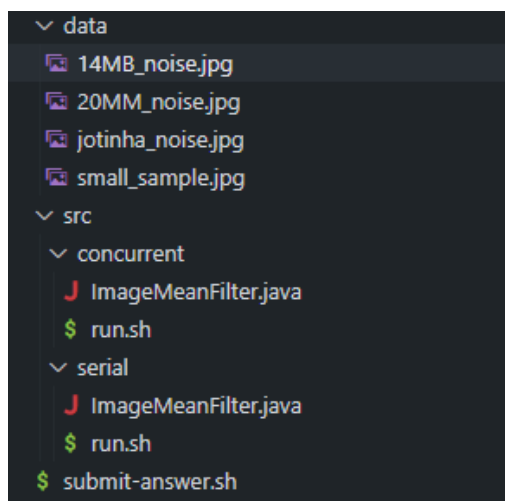 data
14MB_noise.jpg
20MM_noise.jpg
jotinha_noise.jpg
small_sample.jpg
src
concurrent
J ImageMeanFilter.java
$ run.sh
serial
J ImageMeanFilter.java
$ run.sh
$ submit-answer.sh